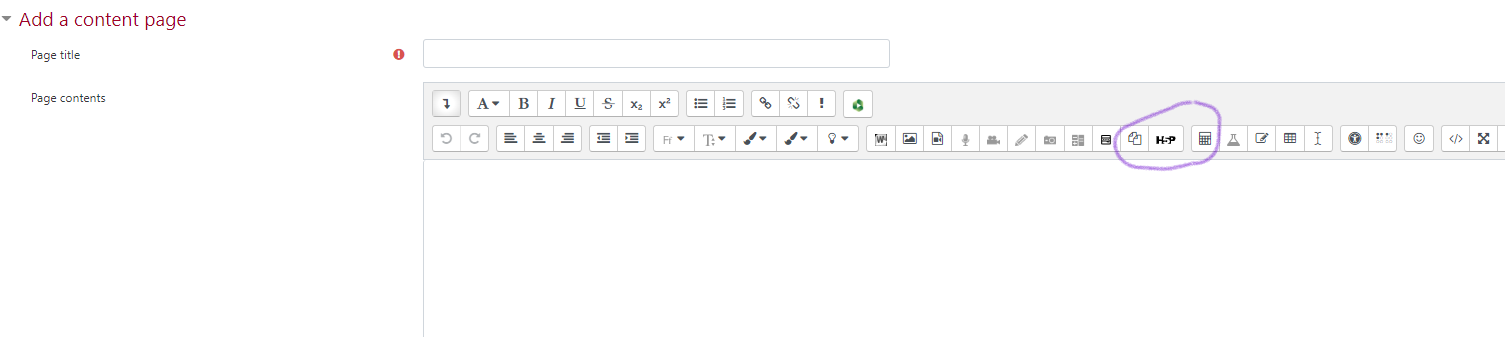 Add a content page
Page title
Page contents
A B I U S x₂ x²
Fr T H-P